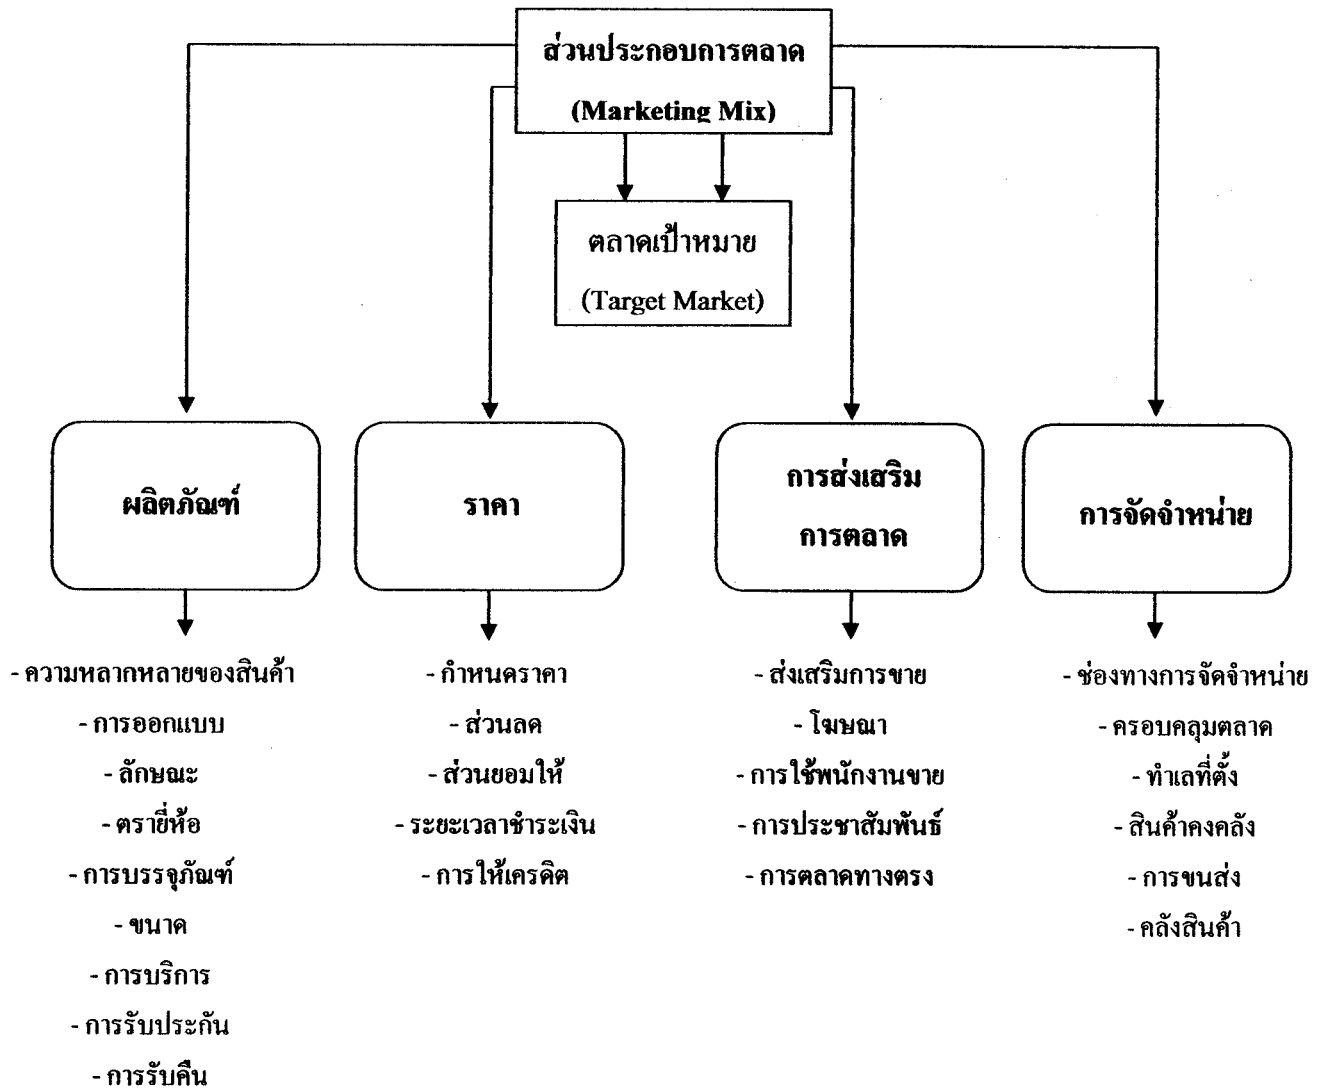 ส่วนประกอบการตลาด
(Marketing Mix)
ตลาดเป้าหมาย
(Target Market)
ผลิตภัณฑ์
ราคา
การส่งเสริม
การตลาด
การจัดจำหน่าย
- ความหลากหลายของสินค้า
- การออกแบบ
- ลักษณะ
- ตรายี่ห้อ
- การบรรจุภัณฑ์
- ขนาด
- การบริการ
- การรับประกัน
- การรับคืน
- กำหนดราคา
- ส่วนลด
- ส่วนยอมให้
- ระยะเวลาชำระเงิน
- การให้เครดิต
- ส่งเสริมการขาย
- โฆษณา
- การใช้พนักงานขาย
- การประชาสัมพันธ์
- การตลาดทางตรง
- ช่องทางการจัดจำหน่าย
- ครอบคลุมตลาด
- ทำเลที่ตั้ง
- สินค้าคงคลัง
- การขนส่ง
- คลังสินค้า